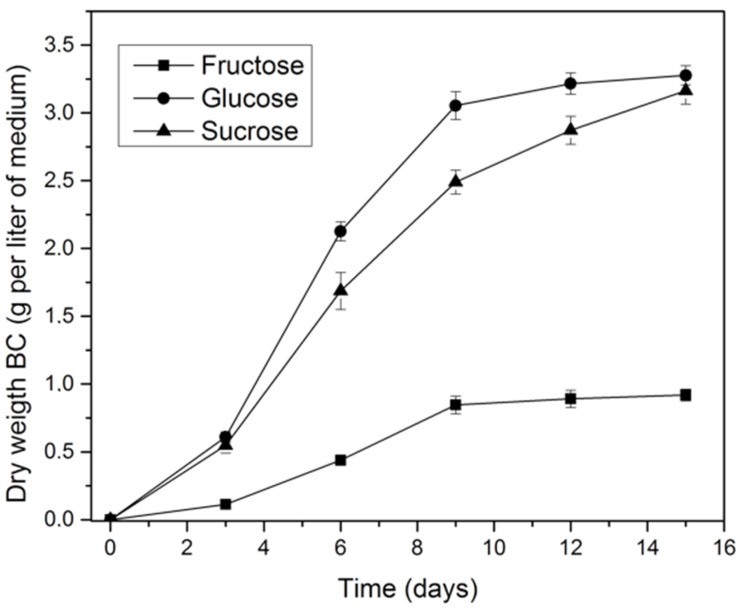 3.5
3.0
2.5
2.0
1.5
1.0
0.5
0.0
Dry weigth BC (g per liter of medium)
Fructose
Glucose
Sucrose
0 2 4 6 8 10 12 14 16
Time (days)